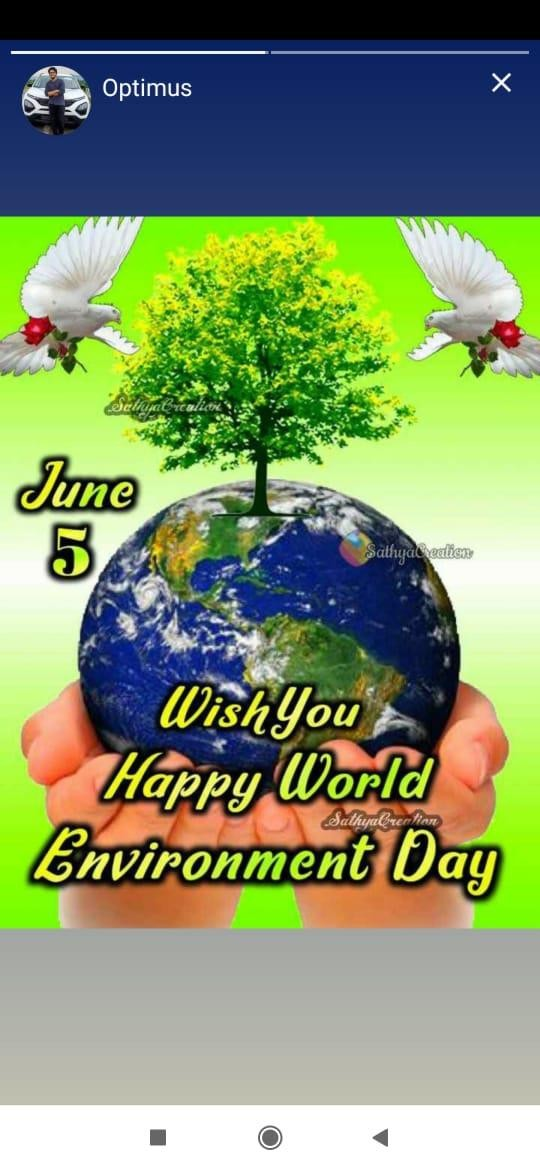 Optimus
SathyaCreation
June
5
SathyaCreation
Wish You
Happy World
SathyaCreation
Environment Day